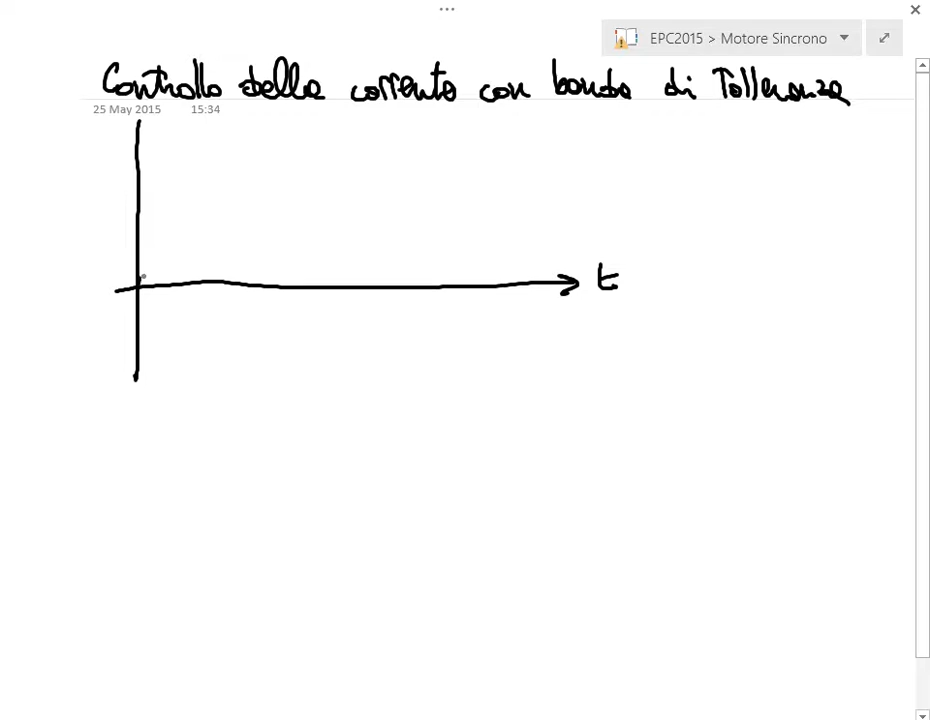 ...
EPC2015 > Motore Sincrono
Controllo della corrente con banda di Tolleranza
25 May 2015 15:34
t